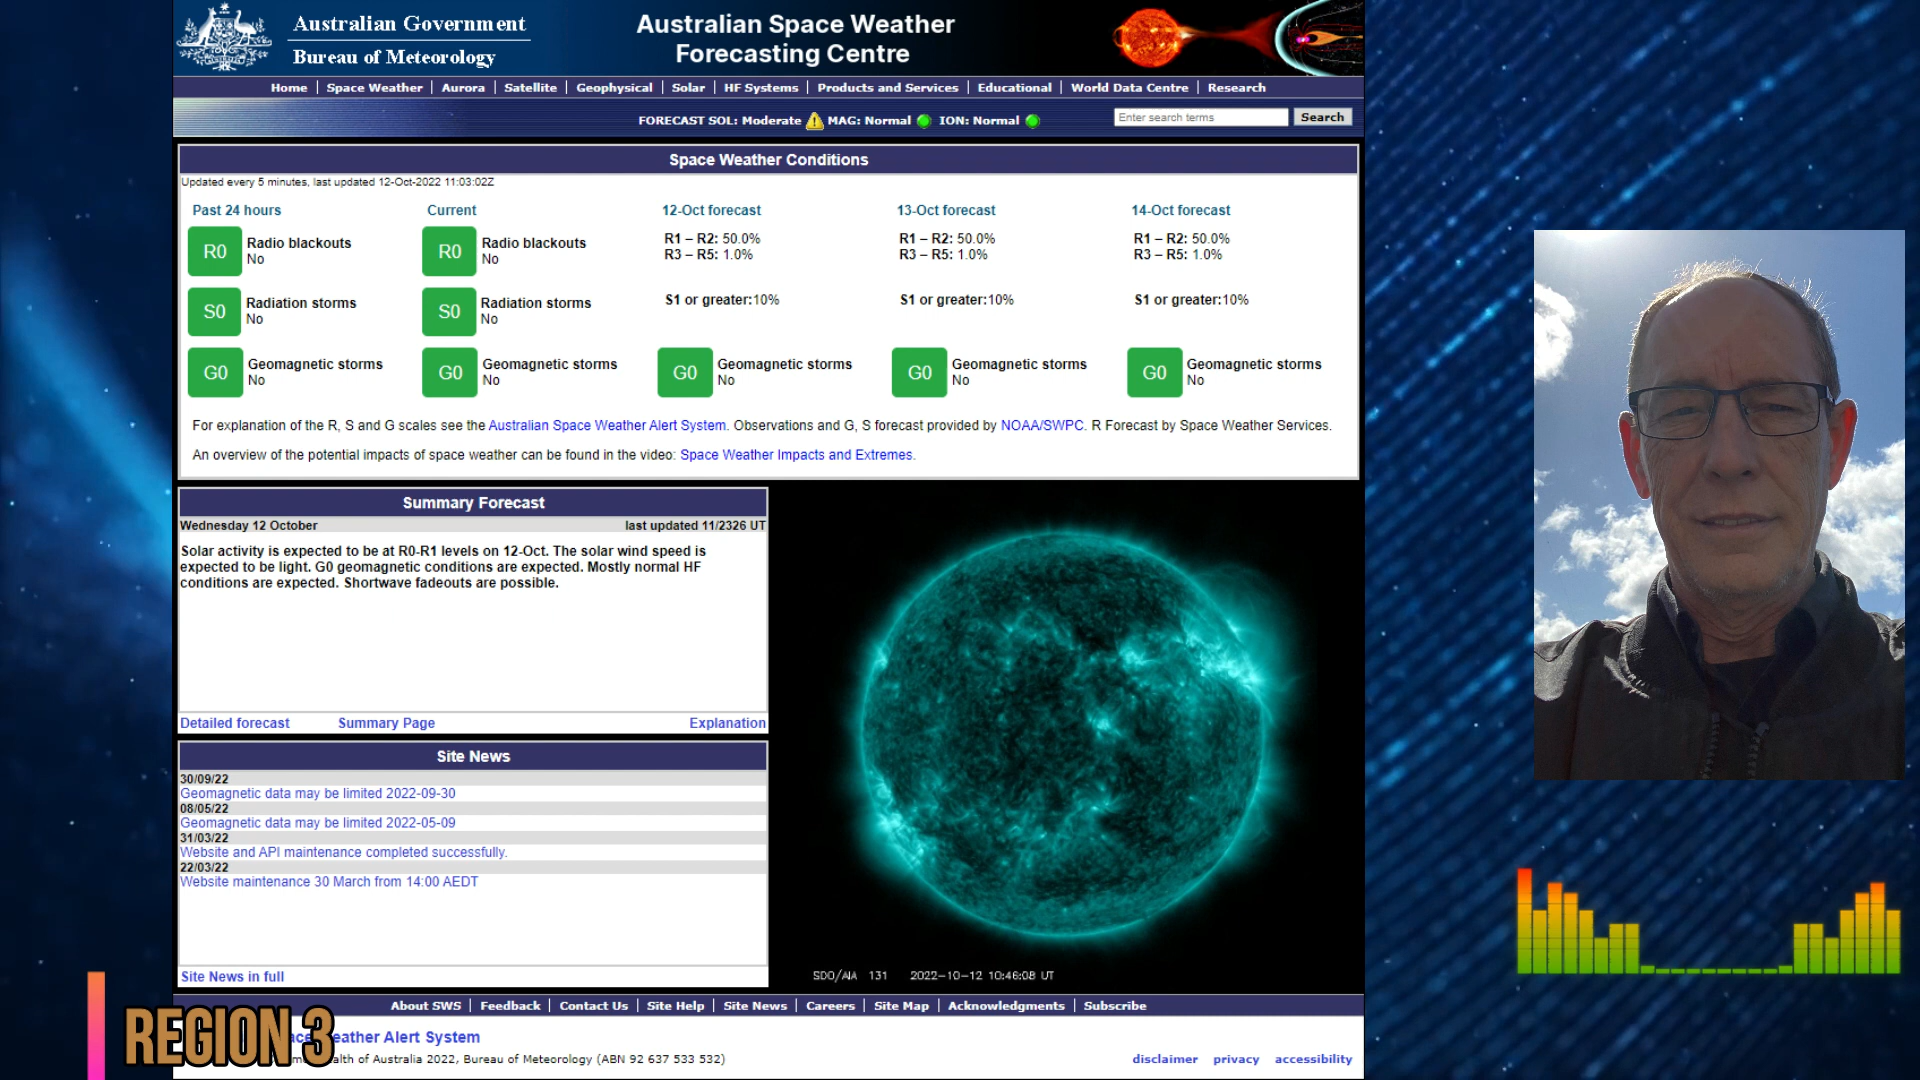 Australian Government
Bureau of Meteorology
Australian Space Weather
Forecasting Centre
Home | Space Weather | Aurora | Satellite | Geophysical | Solar | HF Systems | Products and Services | Educational | World Data Centre | Research
FORECAST SOL: Moderate MAG: Normal ION: Normal
Enter search terms
Search
Space Weather Conditions
Updated every 5 minutes, last updated 12-Oct-2022 11:03:02Z
Past 24 hours
Current
12-Oct forecast
13-Oct forecast
14-Oct forecast
R0 Radio blackouts
No
R0 Radio blackouts
No
R1 – R2: 50.0%
R3 – R5: 1.0%
R1 – R2: 50.0%
R3 – R5: 1.0%
R1 – R2: 50.0%
R3 – R5: 1.0%
S0 Radiation storms
No
S0 Radiation storms
No
S1 or greater:10%
S1 or greater:10%
S1 or greater:10%
G0 Geomagnetic storms
No
G0 Geomagnetic storms
No
G0 Geomagnetic storms
No
G0 Geomagnetic storms
No
G0 Geomagnetic storms
No
For explanation of the R, S and G scales see the Australian Space Weather Alert System. Observations and G, S forecast provided by NOAA/SWPC. R Forecast by Space Weather Services.
An overview of the potential impacts of space weather can be found in the video: Space Weather Impacts and Extremes.
Summary Forecast
Wednesday 12 October last updated 11/2326 UT
Solar activity is expected to be at R0-R1 levels on 12-Oct. The solar wind speed is
expected to be light. G0 geomagnetic conditions are expected. Mostly normal HF
conditions are expected. Shortwave fadeouts are possible.
Detailed forecast Summary Page Explanation
Site News
30/09/22
Geomagnetic data may be limited 2022-09-30
08/05/22
Geomagnetic data may be limited 2022-05-09
31/03/22
Website and API maintenance completed successfully.
22/03/22
Website maintenance 30 March from 14:00 AEDT
Site News in full
SDO/AIA 131 2022-10-12 10:46:08 UT
About SWS | Feedback | Contact Us | Site Help | Site News | Careers | Site Map | Acknowledgments | Subscribe
REGION 3
eather Alert System
alth of Australia 2022, Bureau of Meteorology (ABN 92 637 533 532)
disclaimer privacy accessibility